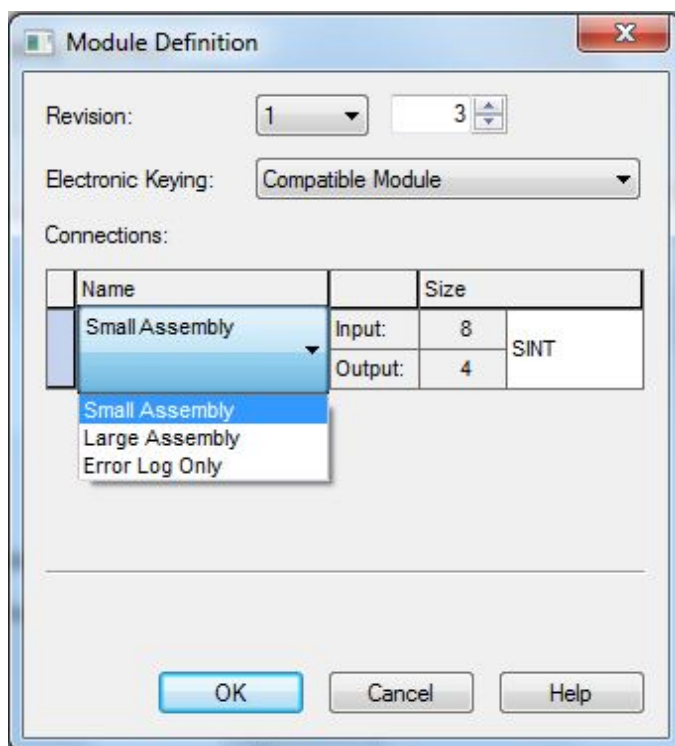 Module Definition
Revision: 1 3
Electronic Keying: Compatible Module
Connections:
Name Size
Small Assembly Input: 8 SINT
Output: 4
Small Assembly
Large Assembly
Error Log Only
OK Cancel Help